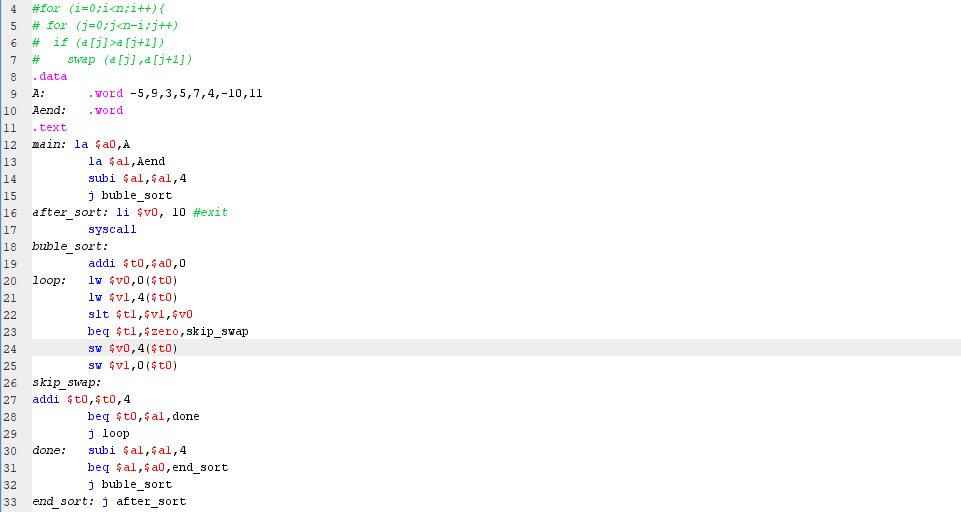 4 #for (i=0;i<n;i++){
5 # for (j=0;j<n-i;j++)
6 #  if (a[j]>a[j+1])
7 #    swap (a[j],a[j+1])
8 .data
9 A:      .word -5,9,3,5,7,4,-10,11
10 Aend:   .word
11 .text
12 main: la $a0,A
13         la $a1,Aend
14         subi $a1,$a1,4
15         j buble_sort
16 after_sort: li $v0, 10 #exit
17         syscall
18 buble_sort:
19         addi $t0,$a0,0
20 loop:   lw $v0,0($t0)
21         lw $v1,4($t0)
22         slt $t1,$v1,$v0
23         beq $t1,$zero,skip_swap
24         sw $v0,4($t0)
25         sw $v1,0($t0)
26 skip_swap:
27 addi $t0,$t0,4
28         beq $t0,$a1,done
29         j loop
30 done:   subi $a1,$a1,4
31         beq $a1,$a0,end_sort
32         j buble_sort
33 end_sort: j after_sort